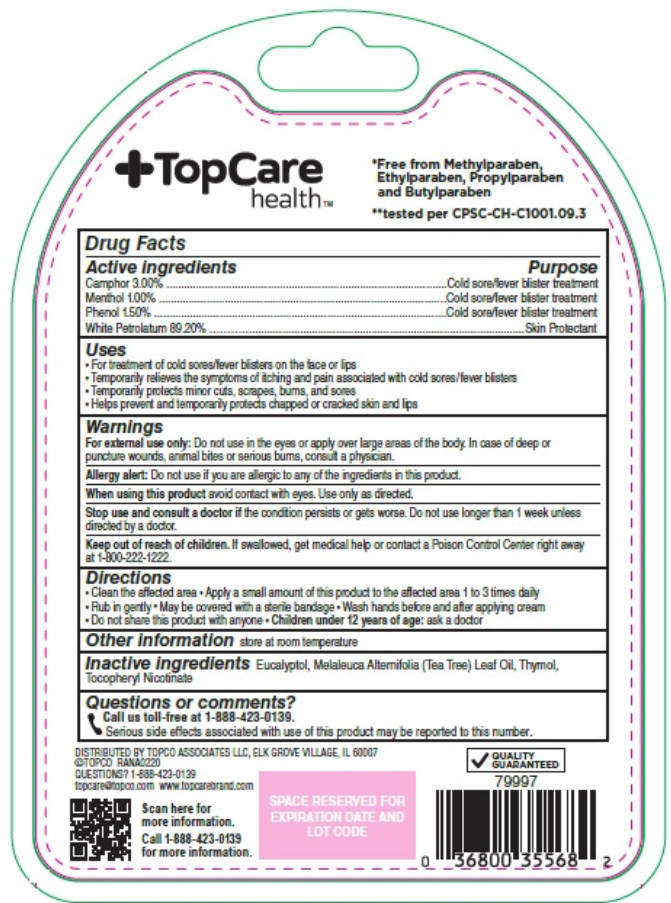 TopCare
health™
*Free from Methylparaben,
Ethylparaben, Propylparaben
and Butylparaben
**tested per CPSC-CH-C1001.09.3
Drug Facts
Active ingredients Purpose
Camphor 3.00% ........ Cold sore/fever blister treatment
Menthol 1.00% ........ Cold sore/fever blister treatment
Phenol 1.50% ........ Cold sore/fever blister treatment
White Petrolatum 89.20% ........ Skin Protectant
Uses
• For treatment of cold sores/fever blisters on the face or lips
• Temporarily relieves the symptoms of itching and pain associated with cold sores/fever blisters
• Temporarily protects minor cuts, scrapes, burns, and sores
• Helps prevent and temporarily protects chapped or cracked skin and lips
Warnings
For external use only: Do not use in the eyes or apply over large areas of the body. In case of deep or
puncture wounds, animal bites or serious burns, consult a physician.
Allergy alert: Do not use if you are allergic to any of the ingredients in this product.
When using this product avoid contact with eyes. Use only as directed.
Stop use and consult a doctor if the condition persists or gets worse. Do not use longer than 1 week unless
directed by a doctor.
Keep out of reach of children. If swallowed, get medical help or contact a Poison Control Center right away
at 1-800-222-1222.
Directions
• Clean the affected area • Apply a small amount of this product to the affected area 1 to 3 times daily
• Rub in gently • May be covered with a sterile bandage • Wash hands before and after applying cream
• Do not share this product with anyone • Children under 12 years of age: ask a doctor
Other information store at room temperature
Inactive ingredients Eucalyptol, Melaleuca Alternifolia (Tea Tree) Leaf Oil, Thymol,
Tocopheryl Nicotinate
Questions or comments?
Call us toll-free at 1-888-423-0139.
Serious side effects associated with use of this product may be reported to this number.
DISTRIBUTED BY TOPCO ASSOCIATES LLC, ELK GROVE VILLAGE, IL 60007
©TOPCO RANA0220
QUESTIONS? 1-888-423-0139
topcare@topco.com www.topcarebrand.com
Scan here for
more information.
Call 1-888-423-0139
for more information.
SPACE RESERVED FOR
EXPIRATION DATE AND
LOT CODE
QUALITY
GUARANTEED
79997
0 36800 35568 2